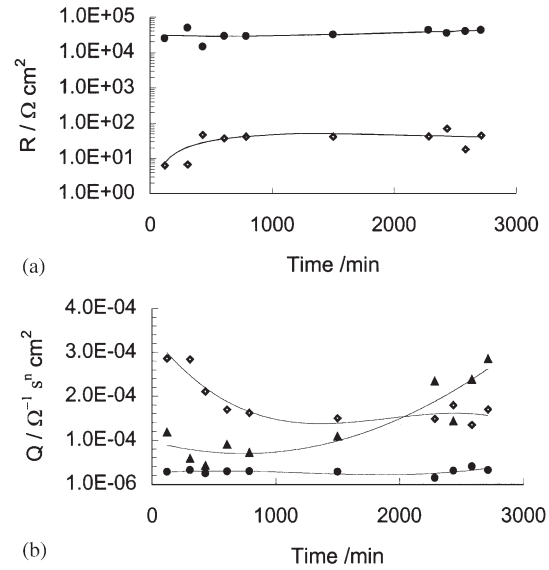 1.0E+05
1.0E+04
1.0E+03
1.0E+02
1.0E+01
1.0E+00
R / Ω cm²
0 1000 2000 3000
(a)
Time /min
4.0E-04
3.0E-04
2.0E-04
1.0E-04
1.0E-06
Q / Ω⁻¹ sⁿ cm²
0 1000 2000 3000
(b)
Time /min